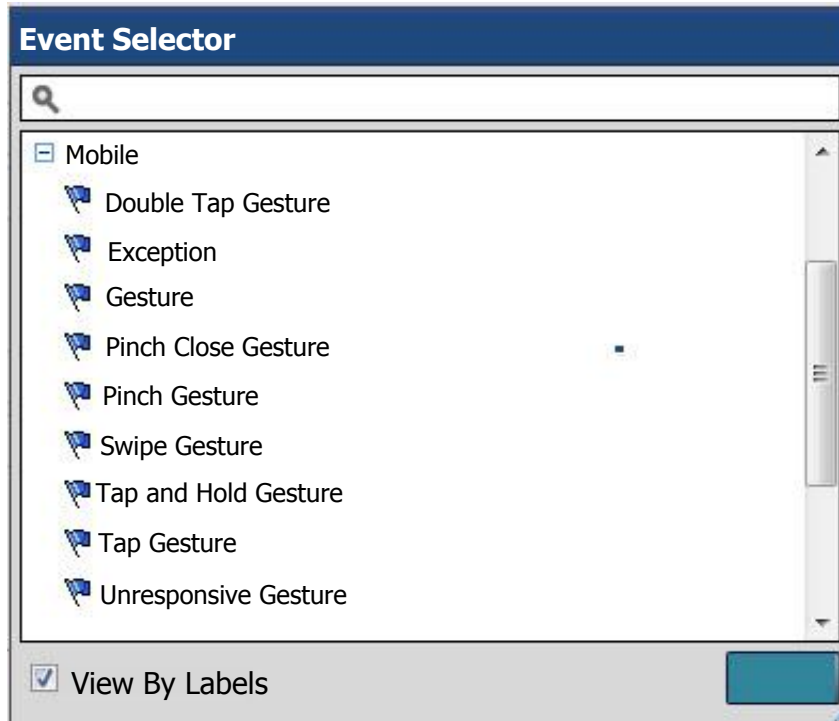 Event Selector
Mobile
Double Tap Gesture
Exception
Gesture
Pinch Close Gesture
Pinch Gesture
Swipe Gesture
Tap and Hold Gesture
Tap Gesture
Unresponsive Gesture
View By Labels